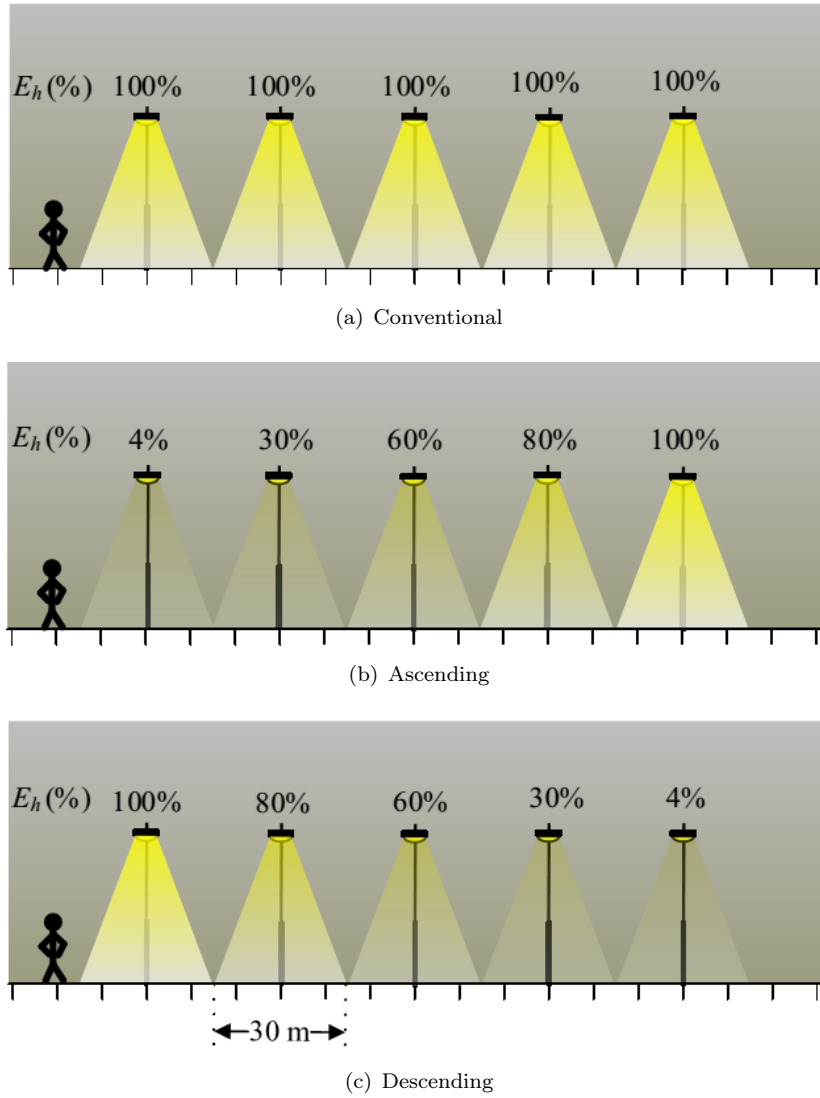 E_h(%) 100% 100% 100% 100% 100%
(a) Conventional
E_h(%) 4% 30% 60% 80% 100%
(b) Ascending
E_h(%) 100% 80% 60% 30% 4%
30 m
(c) Descending